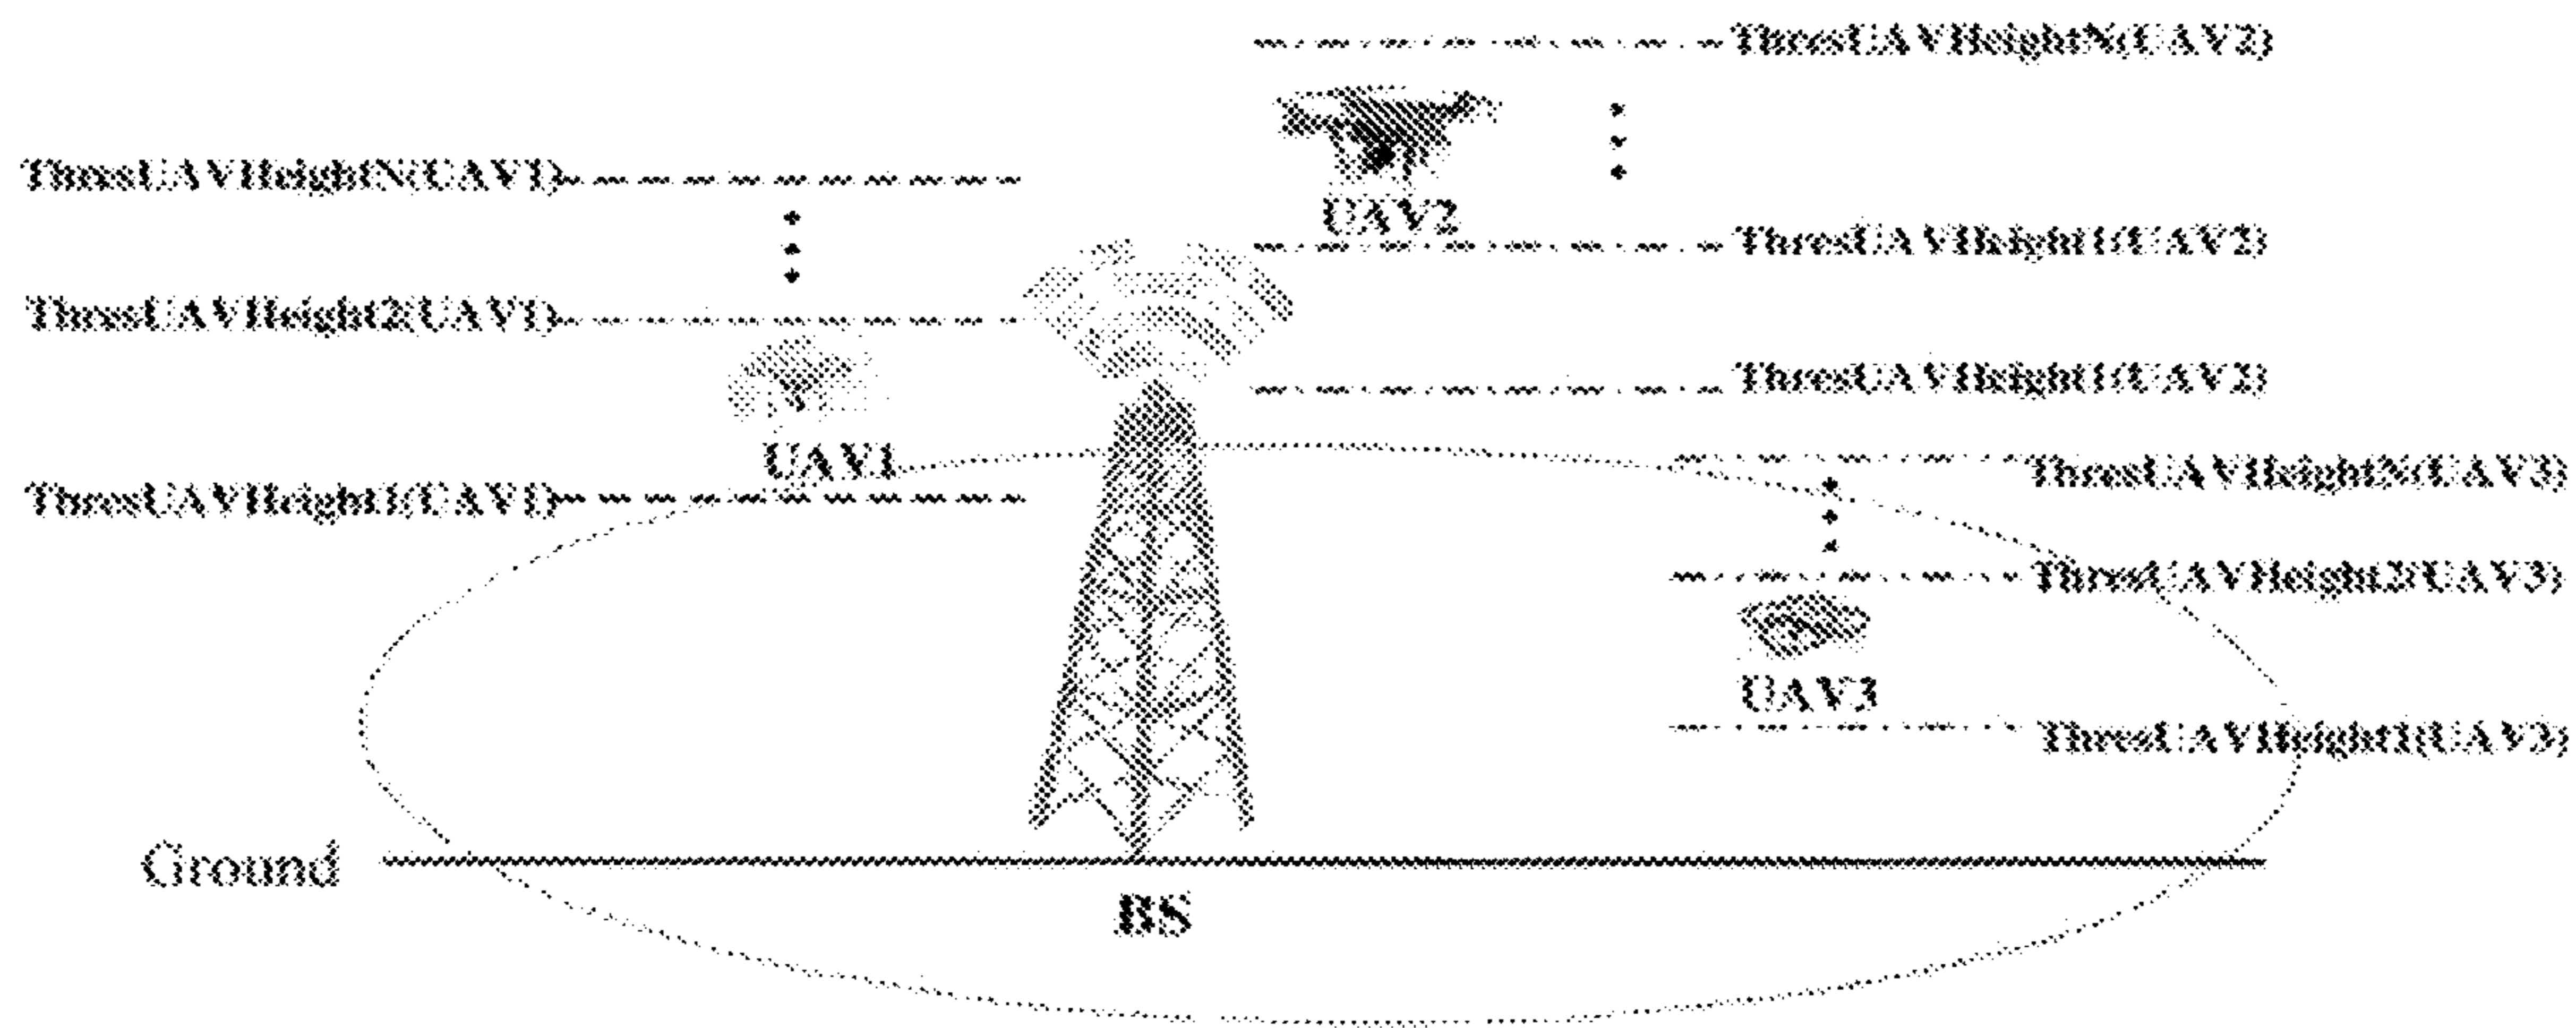 ThresUAVHeightN(UAV2)
ThresUAVHeightN(UAV1)
UAV2
ThresUAVHeight1(UAV2)
ThresUAVHeight2(UAV1)
ThresUAVHeight1(UAV2)
UAV1
ThresUAVHeightN(UAV3)
ThresUAVHeight1(UAV1)
ThresUAVHeight2(UAV3)
UAV3
ThresUAVHeight1(UAV3)
Ground
BS